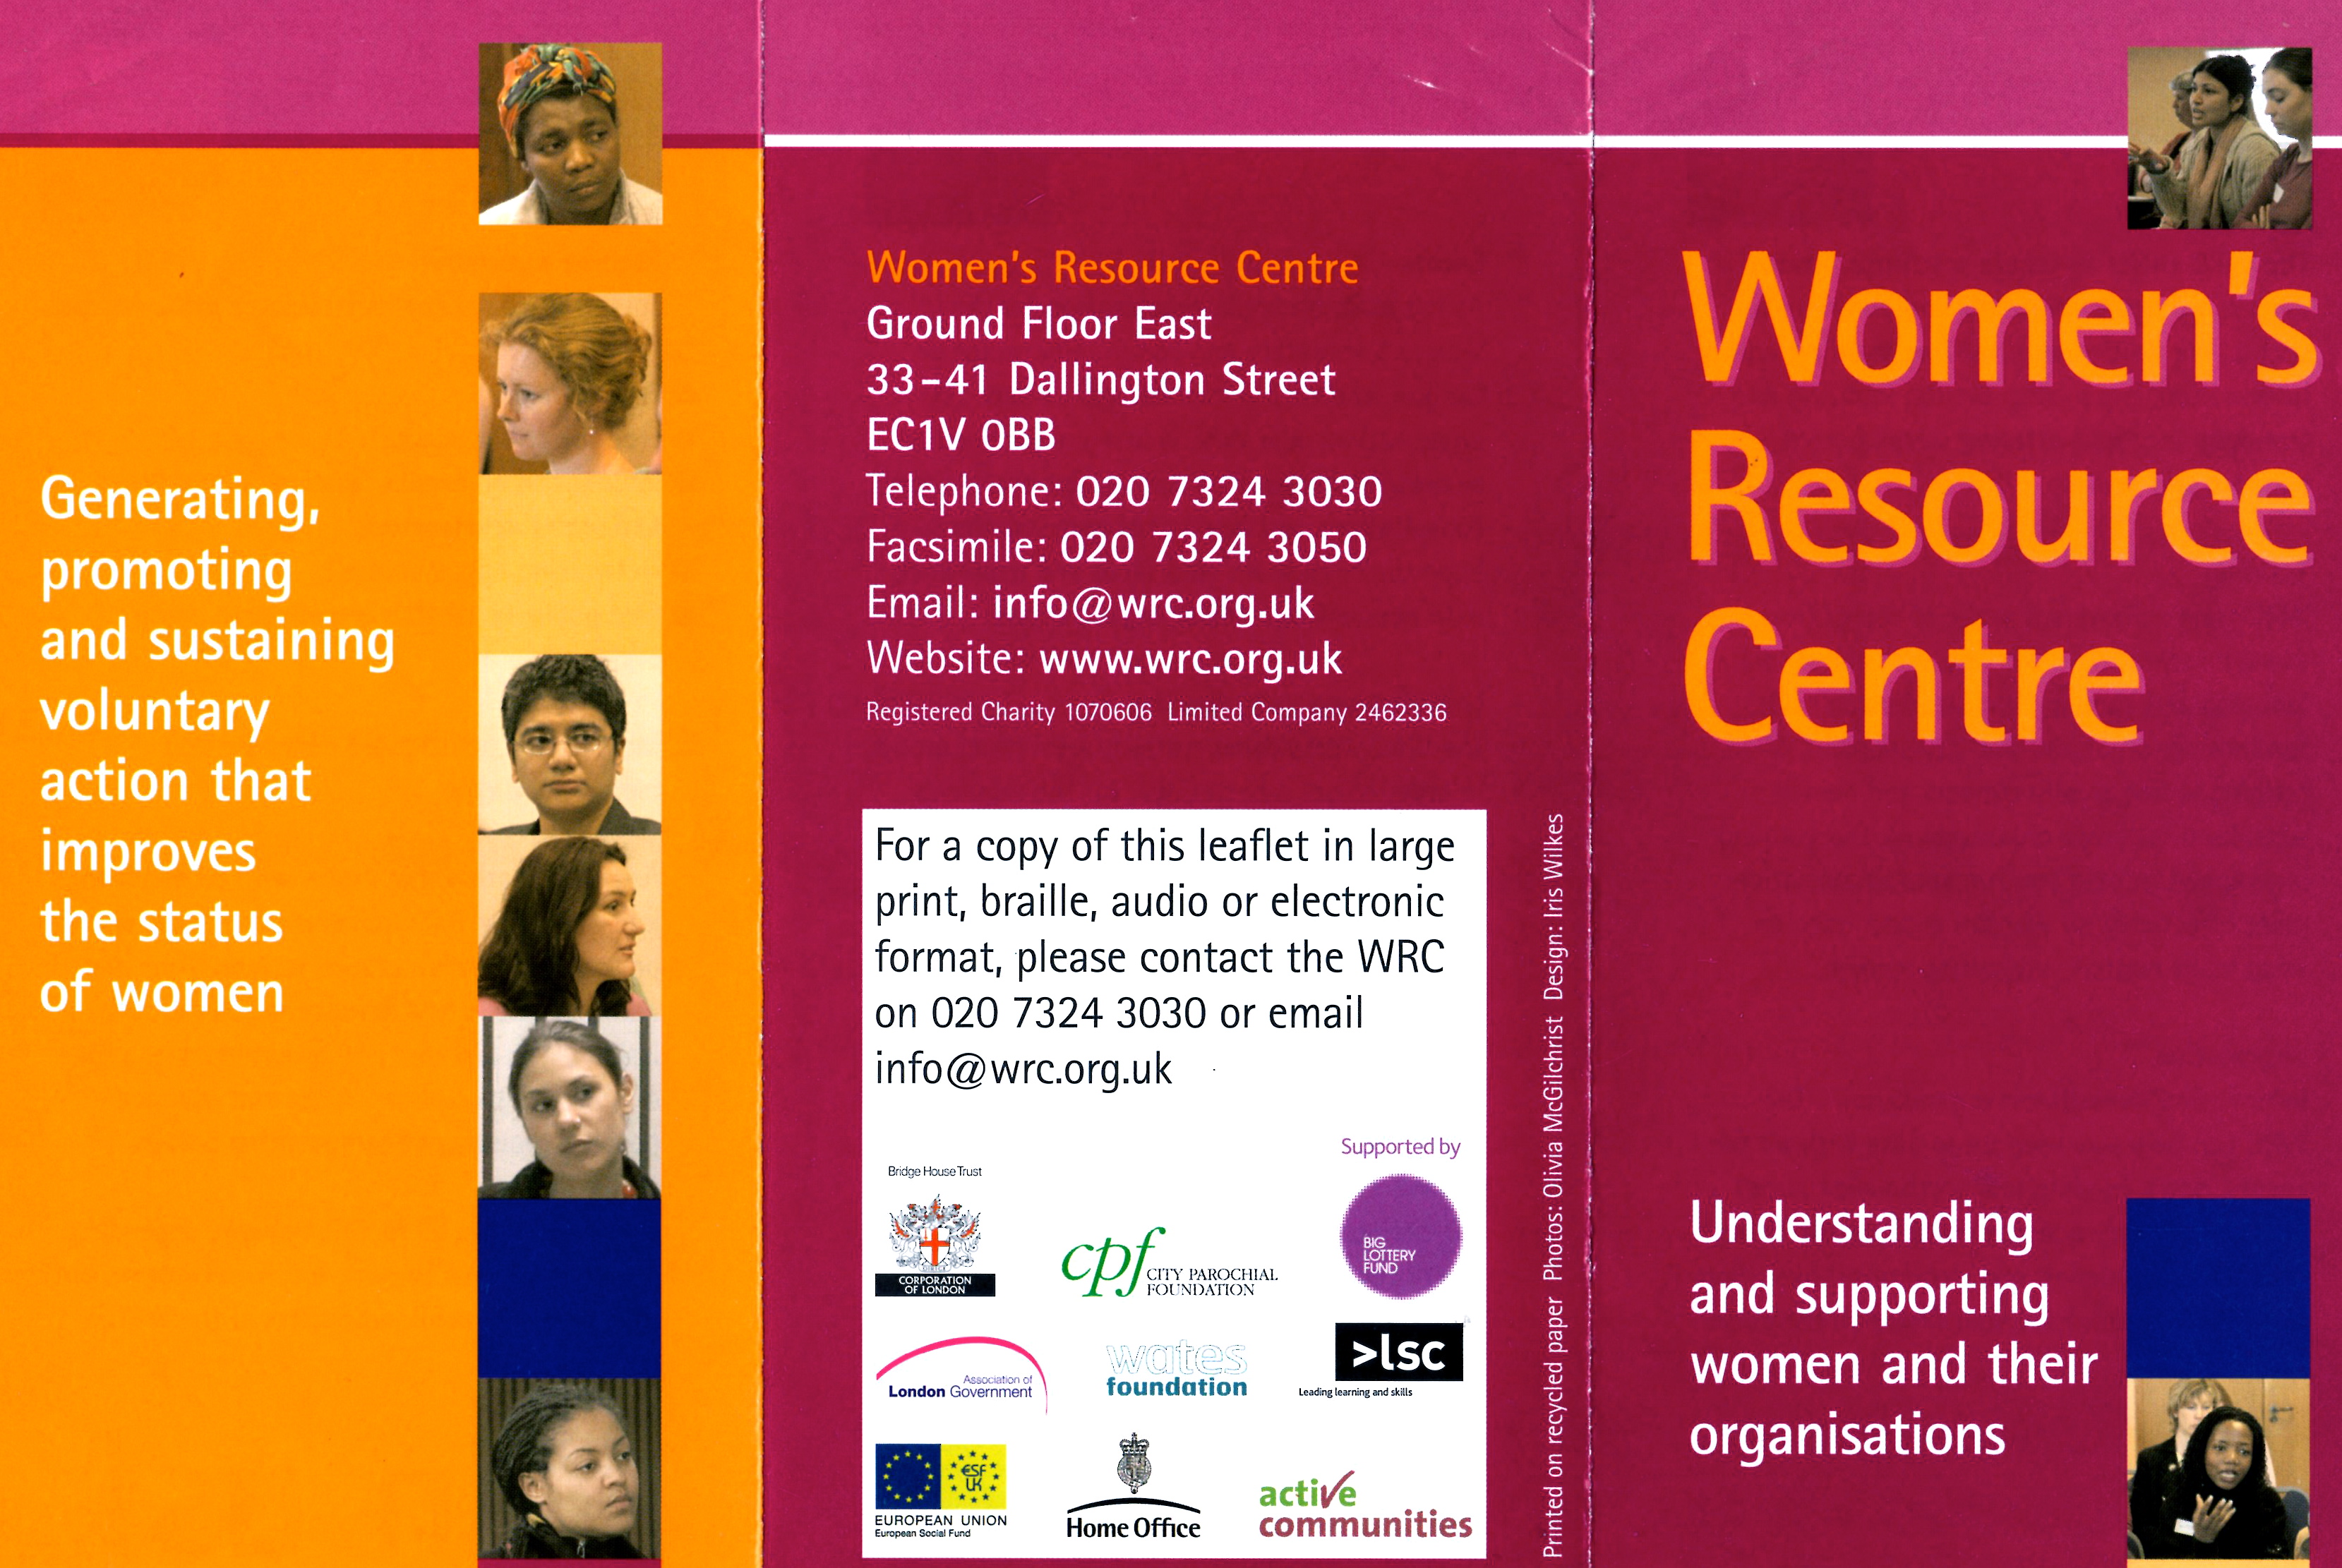 Generating,
promoting
and sustaining
voluntary
action that
improves
the status
of women
Women's Resource Centre
Ground Floor East
33-41 Dallington Street
EC1V 0BB
Telephone: 020 7324 3030
Facsimile: 020 7324 3050
Email: info@wrc.org.uk
Website: www.wrc.org.uk
Registered Charity 1070606 Limited Company 2462336
For a copy of this leaflet in large
print, braille, audio or electronic
format, please contact the WRC
on 020 7324 3030 or email
info@wrc.org.uk
Bridge House Trust
CORPORATION
OF LONDON
cpf CITY PAROCHIAL
FOUNDATION
Supported by
BIG
LOTTERY
FUND
Association of
London Government
wates
foundation
>lsc
Leading learning and skills
ESF
UK
EUROPEAN UNION
European Social Fund
Home Office
active
communities
Printed on recycled paper Photos: Olivia McGilchrist Design: Iris Wilkes
Women's
Resource
Centre
Understanding
and supporting
women and their
organisations